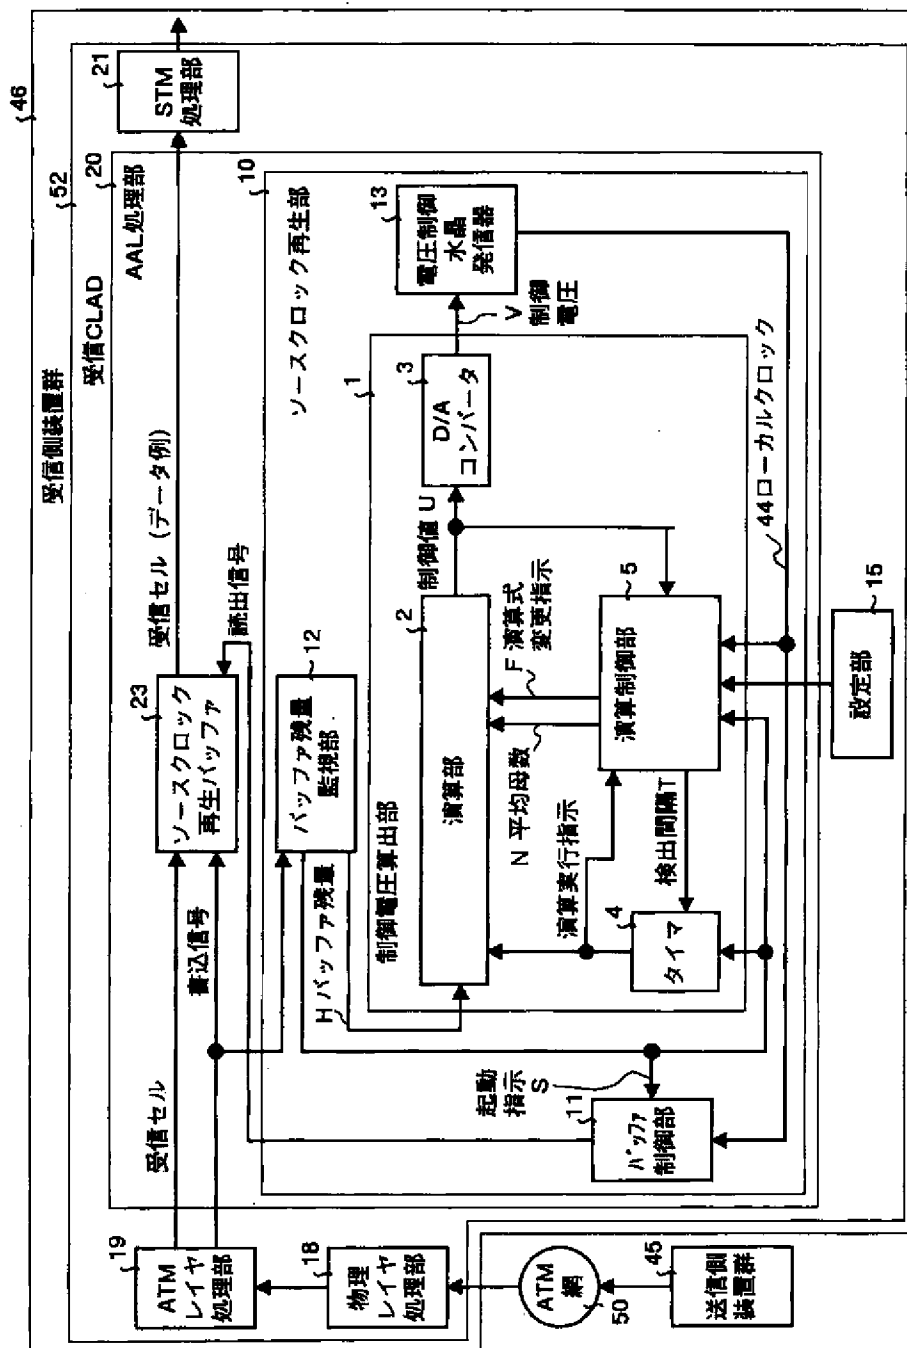 46
受信側装置群
52
受信CLAD
20
AAL処理部
21
STM
処理部
受信セル (データ例)
読出信号
23
ソースクロック
再生バッファ
書込信号
受信セル
19
ATM
レイヤ
処理部
18
物理
レイヤ
処理部
ATM
網
50
45
送信側
装置群
10
ソースクロック再生部
13
電圧制御
水晶
発信器
V
制御
電圧
12
バッファ残量
監視部
H バッファ残量
制御電圧算出部
1
3
D/A
コンバータ
制御値 U
2
演算部
F 演算式
変更指示
N 平均母数
5
演算制御部
演算実行指示
検出間隔T
4
タイマ
起動
指示
S
11
バッファ
制御部
44ローカルクロック
15
設定部